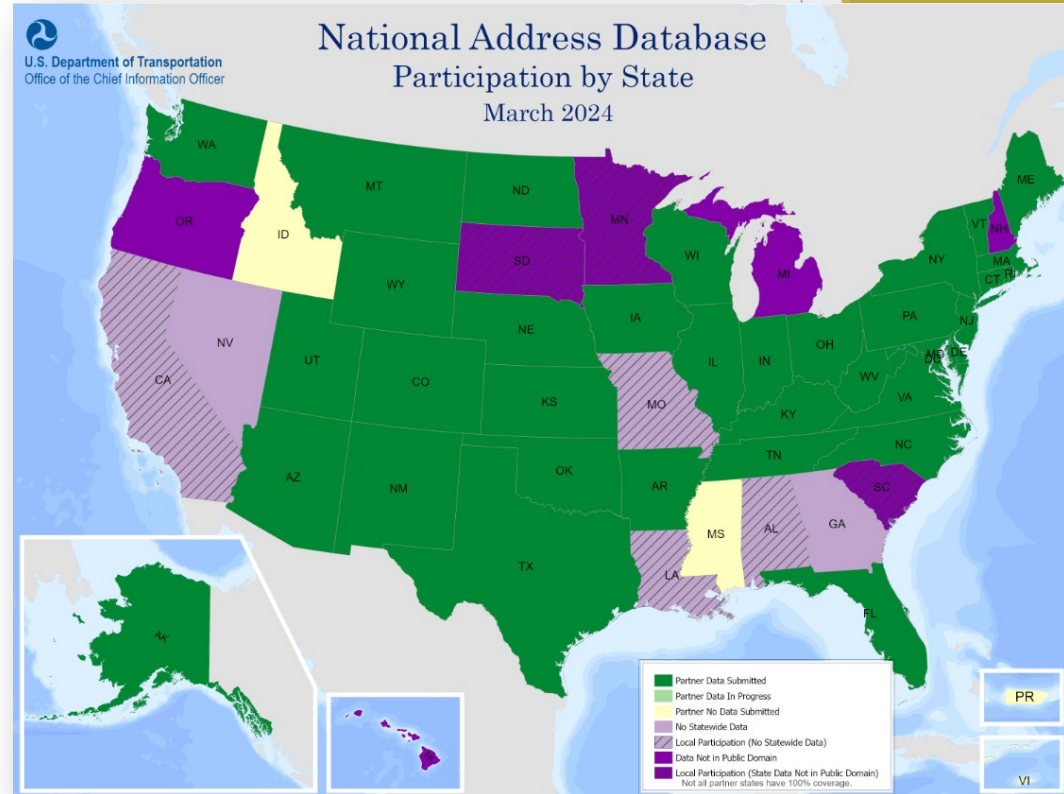 U.S. Department of Transportation
Office of the Chief Information Officer
National Address Database
Participation by State
March 2024
WA
MT
ND
MN
ME
OR
ID
SD
WI
MI
VT
NH
NY
MA
CT
RI
WY
NE
IA
PA
NJ
NV
UT
CO
IL
IN
OH
MD
DE
DC
WV
VA
CA
KS
MO
KY
AZ
NM
OK
AR
TN
NC
SC
MS
AL
GA
TX
LA
FL
AK
PR
VI
Partner Data Submitted
Partner Data In Progress
Partner No Data Submitted
No Statewide Data
Local Participation (No Statewide Data)
Data Not in Public Domain
Local Participation (State Data Not in Public Domain)
Not all partner states have 100% coverage.